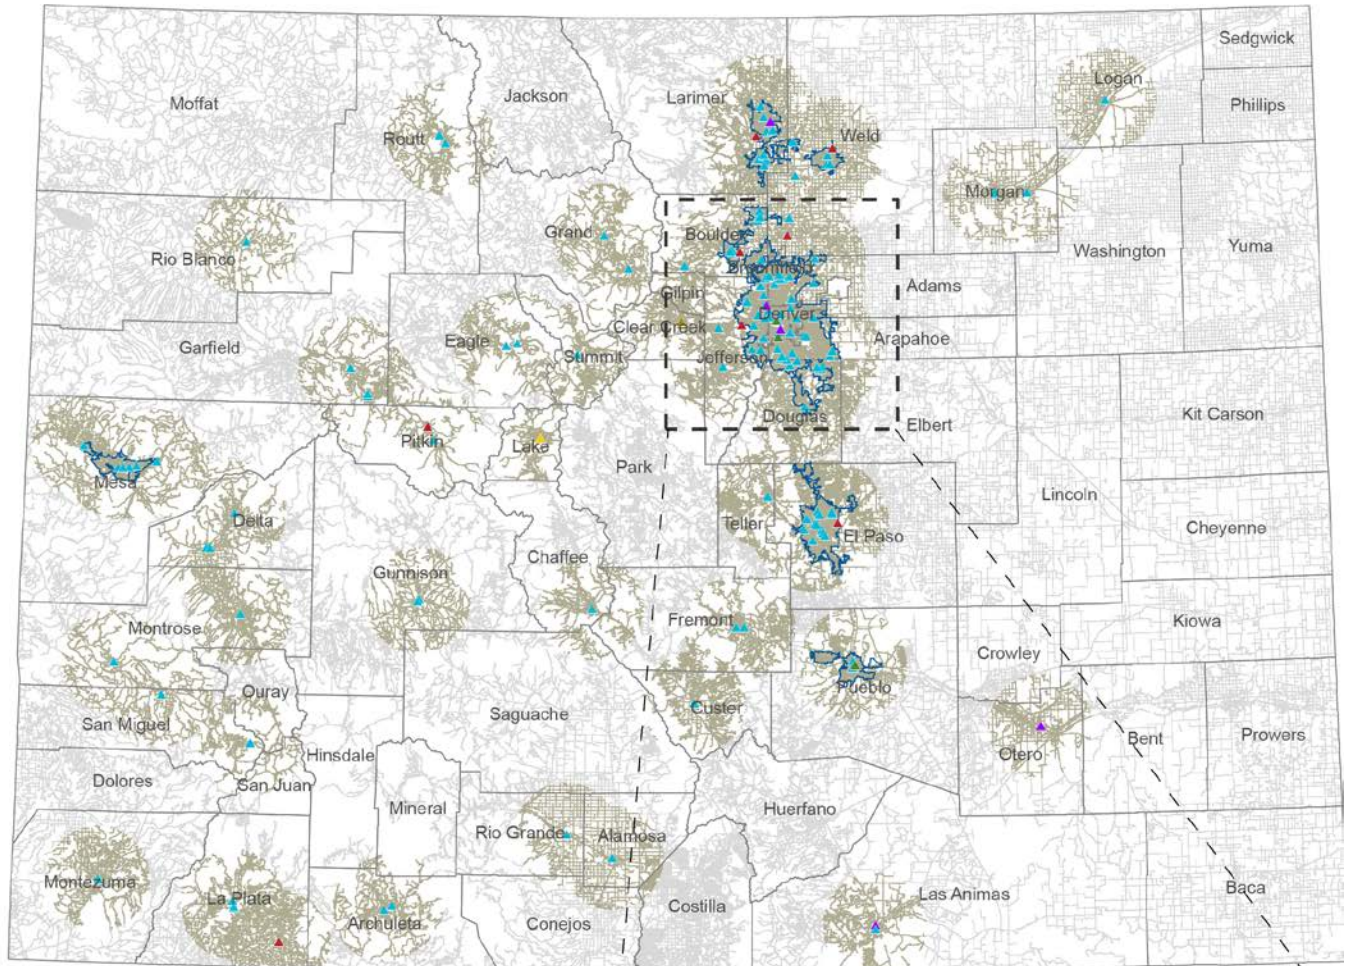 Sedgwick
Logan
Phillips
Moffat
Jackson
Larimer
Routt
Weld
Morgan
Washington
Yuma
Grand
Boulder
Rio Blanco
Broomfield
Adams
Gilpin
Denver
Clear Creek
Arapahoe
Garfield
Eagle
Summit
Jefferson
Kit Carson
Douglas
Elbert
Pitkin
Lake
Park
Mesa
Lincoln
Delta
Teller
Cheyenne
El Paso
Chaffee
Gunnison
Fremont
Kiowa
Montrose
Crowley
Ouray
Pueblo
Custer
Saguache
San Miguel
Hinsdale
Otero
Bent
Prowers
Dolores
San Juan
Mineral
Huerfano
Rio Grande
Alamosa
Montezuma
La Plata
Archuleta
Conejos
Costilla
Las Animas
Baca